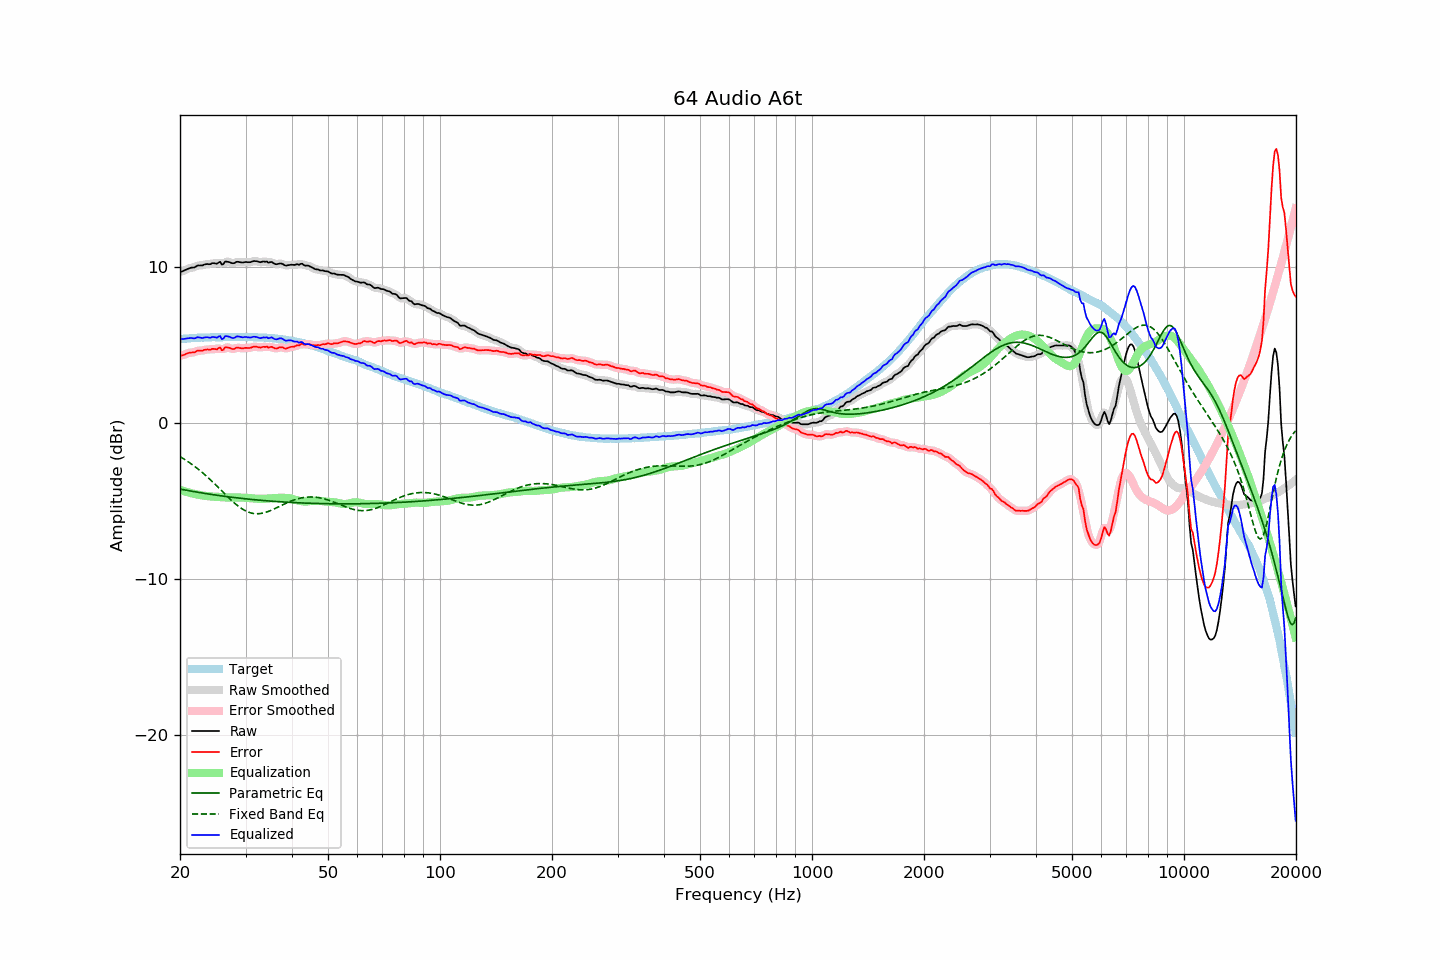 64 Audio A6t
Amplitude (dBr)
10
0
−10
−20
Target
Raw Smoothed
Error Smoothed
Raw
Error
Equalization
Parametric Eq
Fixed Band Eq
Equalized
20 50 100 200 500 1000 2000 5000 10000 20000
Frequency (Hz)